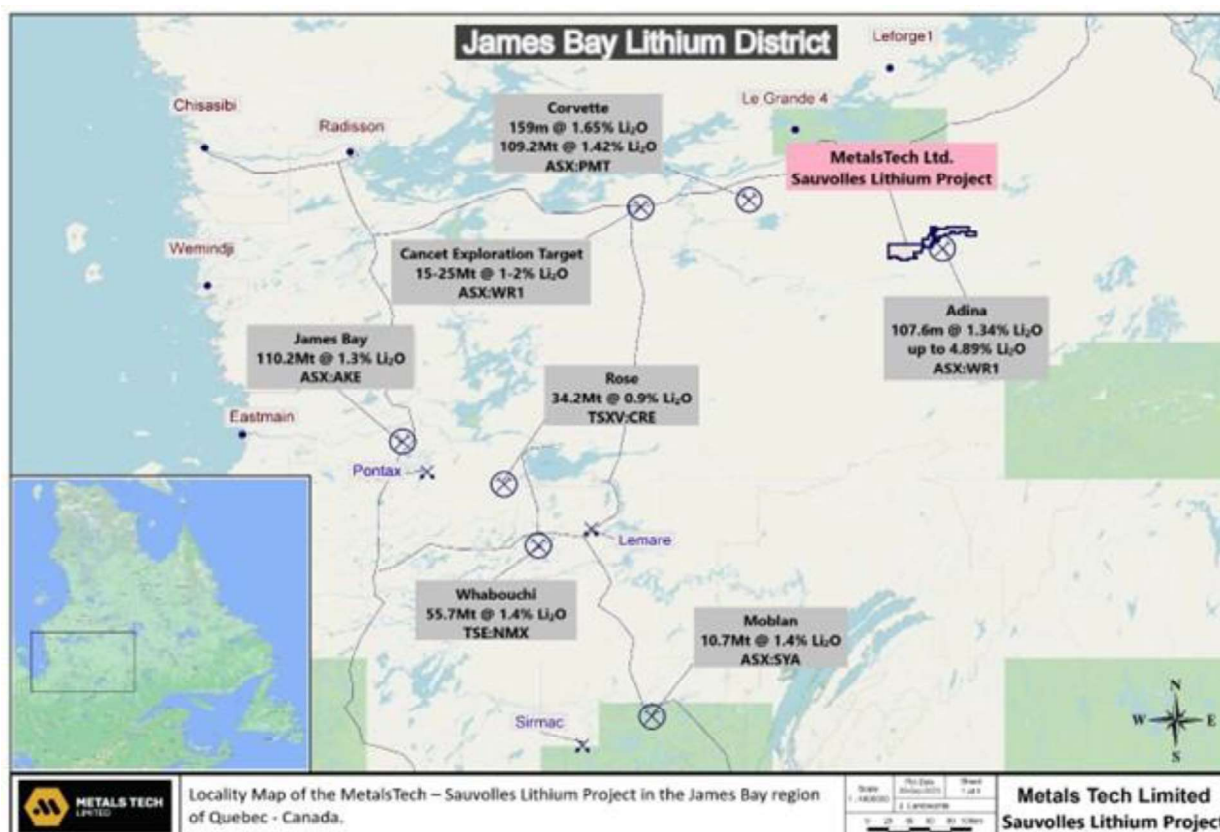 James Bay Lithium District
Leforge1
Chisasibi
Radisson
Le Grande 4
Corvette
159m @ 1.65% Li₂O
109.2Mt @ 1.42% Li₂O
ASX:PMT
MetalsTech Ltd.
Sauvolles Lithium Project
Wemindji
Cancet Exploration Target
15-25Mt @ 1-2% Li₂O
ASX:WR1
Adina
107.6m @ 1.34% Li₂O
up to 4.89% Li₂O
ASX:WR1
James Bay
110.2Mt @ 1.3% Li₂O
ASX:AKE
Rose
34.2Mt @ 0.9% Li₂O
TSXV:CRE
Eastmain
Pontax
Lemare
Whabouchi
55.7Mt @ 1.4% Li₂O
TSE:NMX
Moblan
10.7Mt @ 1.4% Li₂O
ASX:SYA
Sirmac
N
W E
S
METALS TECH
LIMITED
Locality Map of the MetalsTech – Sauvolles Lithium Project in the James Bay region
of Quebec - Canada.
Scale
Plot Date
Sheet
Metals Tech Limited
Sauvolles Lithium Project